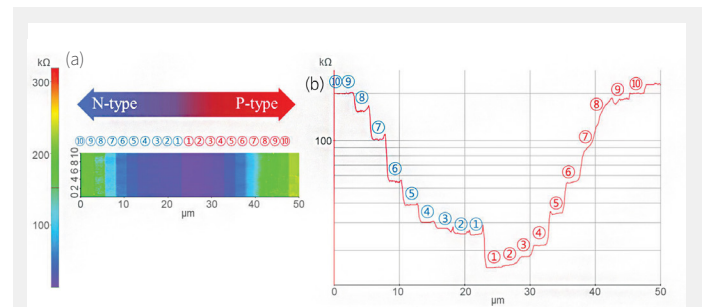 (a)
kΩ
300
200
100
N-type
P-type
⑩⑨⑧⑦⑥⑤④③②①①②③④⑤⑥⑦⑧⑨⑩
0 2 4 6 8 10
0 10 20 30 40 50
µm
(b)
kΩ
100
⑩⑨
⑧
⑦
⑥
⑤
④
③
②
①
①
②
③
④
⑤
⑥
⑦
⑧
⑨
⑩
0 10 20 30 40 50
µm